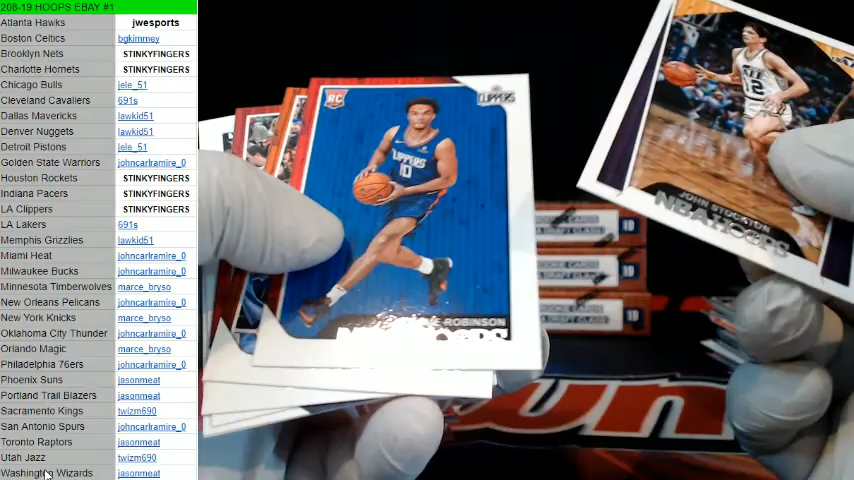 208-19 HOOPS EBAY #1
Atlanta Hawks jwesports
Boston Celtics bgkimmey
Brooklyn Nets STINKYFINGERS
Charlotte Hornets STINKYFINGERS
Chicago Bulls jele_51
Cleveland Cavaliers 691s
Dallas Mavericks lawkid51
Denver Nuggets lawkid51
Detroit Pistons jele_51
Golden State Warriors johncarlramire_0
Houston Rockets STINKYFINGERS
Indiana Pacers STINKYFINGERS
LA Clippers STINKYFINGERS
LA Lakers 691s
Memphis Grizzlies lawkid51
Miami Heat johncarlramire_0
Milwaukee Bucks johncarlramire_0
Minnesota Timberwolves marce_bryso
New Orleans Pelicans johncarlramire_0
New York Knicks marce_bryso
Oklahoma City Thunder johncarlramire_0
Orlando Magic marce_bryso
Philadelphia 76ers johncarlramire_0
Phoenix Suns jasonmeat
Portland Trail Blazers jasonmeat
Sacramento Kings twizm690
San Antonio Spurs johncarlramire_0
Toronto Raptors jasonmeat
Utah Jazz twizm690
Washington Wizards jasonmeat
RC
CLIPPERS
CLIPPERS
10
ROBINSON
12
JOHN STOCKTON
NBA HOOPS